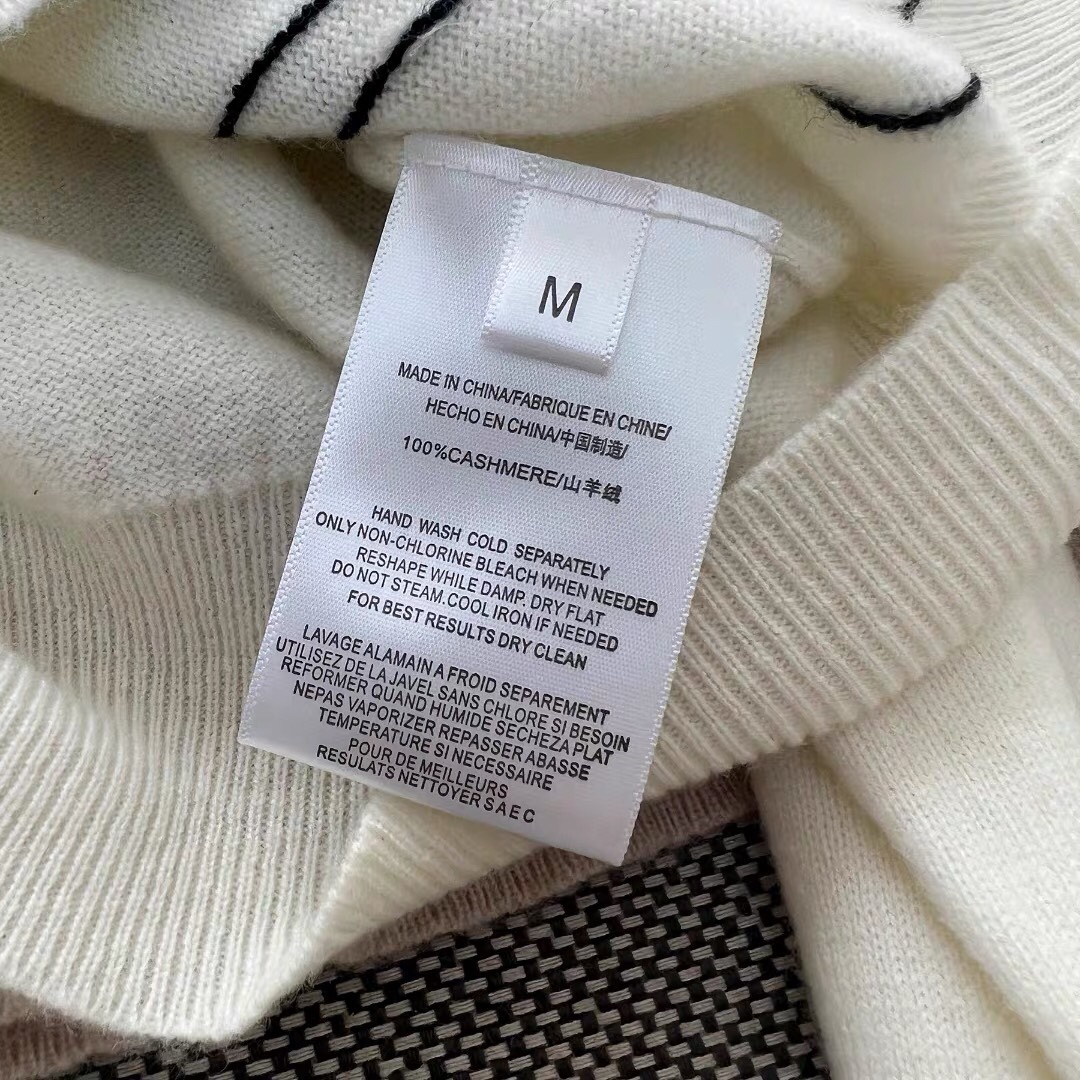 M
MADE IN CHINA/FABRIQUE EN CHINE/
HECHO EN CHINA/中国制造/
100%CASHMERE/山羊绒
HAND WASH COLD SEPARATELY
ONLY NON-CHLORINE BLEACH WHEN NEEDED
RESHAPE WHILE DAMP. DRY FLAT
DO NOT STEAM.COOL IRON IF NEEDED
FOR BEST RESULTS DRY CLEAN
LAVAGE ALAMAIN A FROID SEPAREMENT
UTILISEZ DE LA JAVEL SANS CHLORE SI BESOIN
REFORMER QUAND HUMIDE SECHEZA PLAT
NEPAS VAPORIZER REPASSER ABASSE
TEMPERATURE SI NECESSAIRE
POUR DE MEILLEURS
RESULATS NETTOYER S A E C